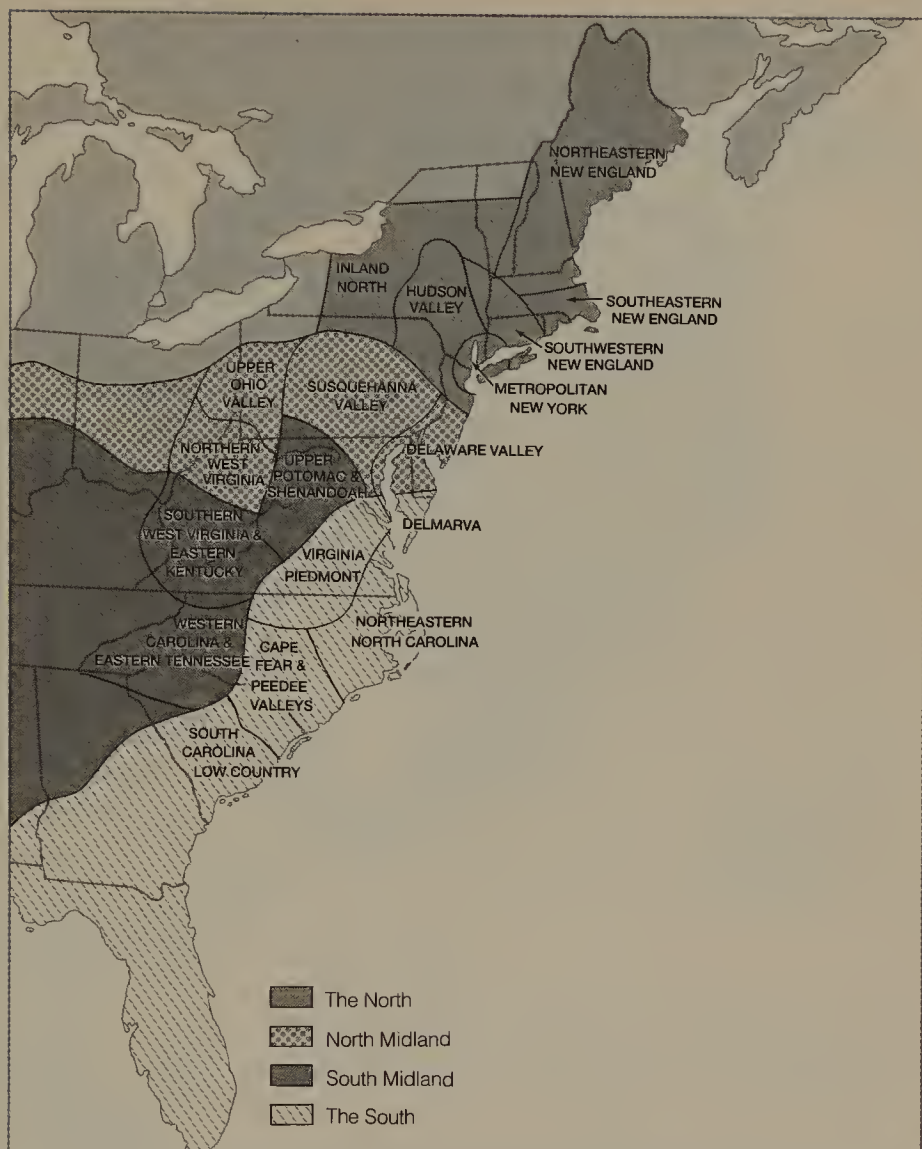 NORTHEASTERN
NEW ENGLAND
INLAND
NORTH
HUDSON
VALLEY
SOUTHEASTERN
NEW ENGLAND
SOUTHWESTERN
NEW ENGLAND
METROPOLITAN
NEW YORK
UPPER
OHIO
VALLEY
SUSQUEHANNA
VALLEY
DELAWARE VALLEY
NORTHERN
WEST
VIRGINIA
UPPER
POTOMAC &
SHENANDOAH
DELMARVA
SOUTHERN
WEST VIRGINIA &
EASTERN
KENTUCKY
VIRGINIA
PIEDMONT
NORTHEASTERN
NORTH CAROLINA
WESTERN
CAROLINA &
EASTERN TENNESSEE
CAPE
FEAR &
PEEDEE
VALLEYS
SOUTH
CAROLINA
LOW COUNTRY
The North
North Midland
South Midland
The South